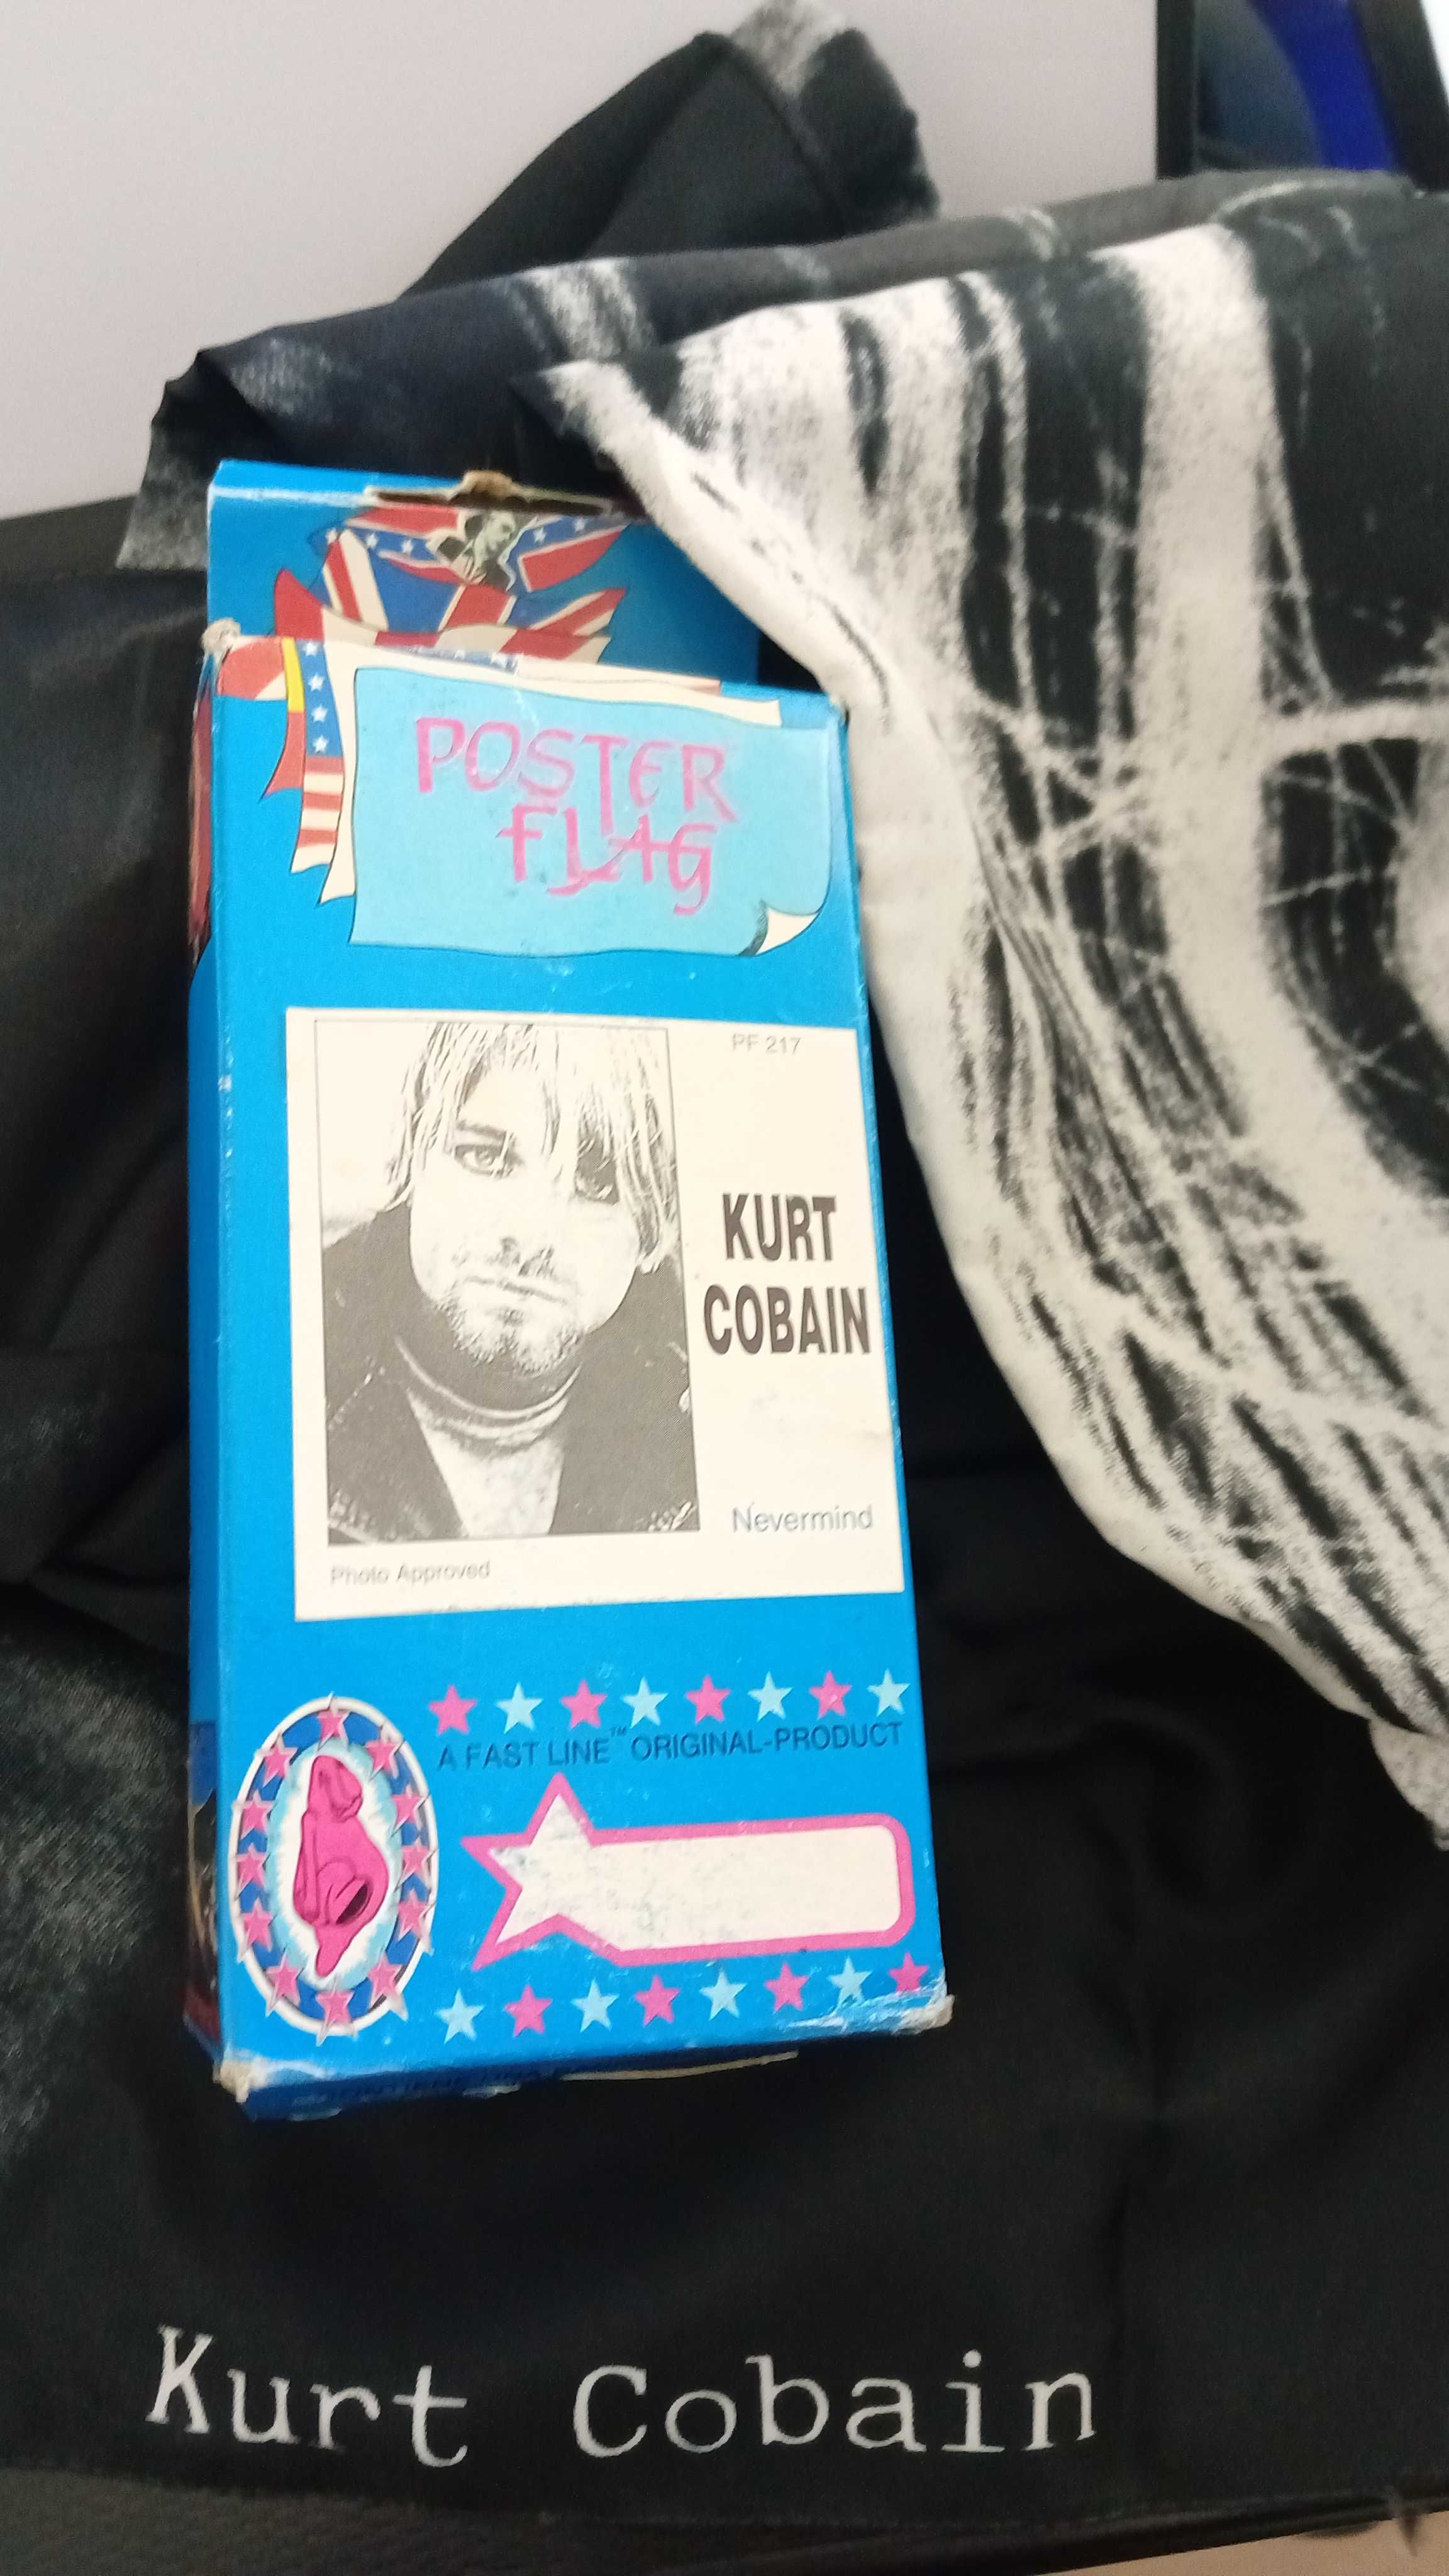 POSTER
FLAG
PF 217
KURT
COBAIN
Nevermind
Photo Approved
A FAST LINE™ ORIGINAL-PRODUCT
Kurt Cobain